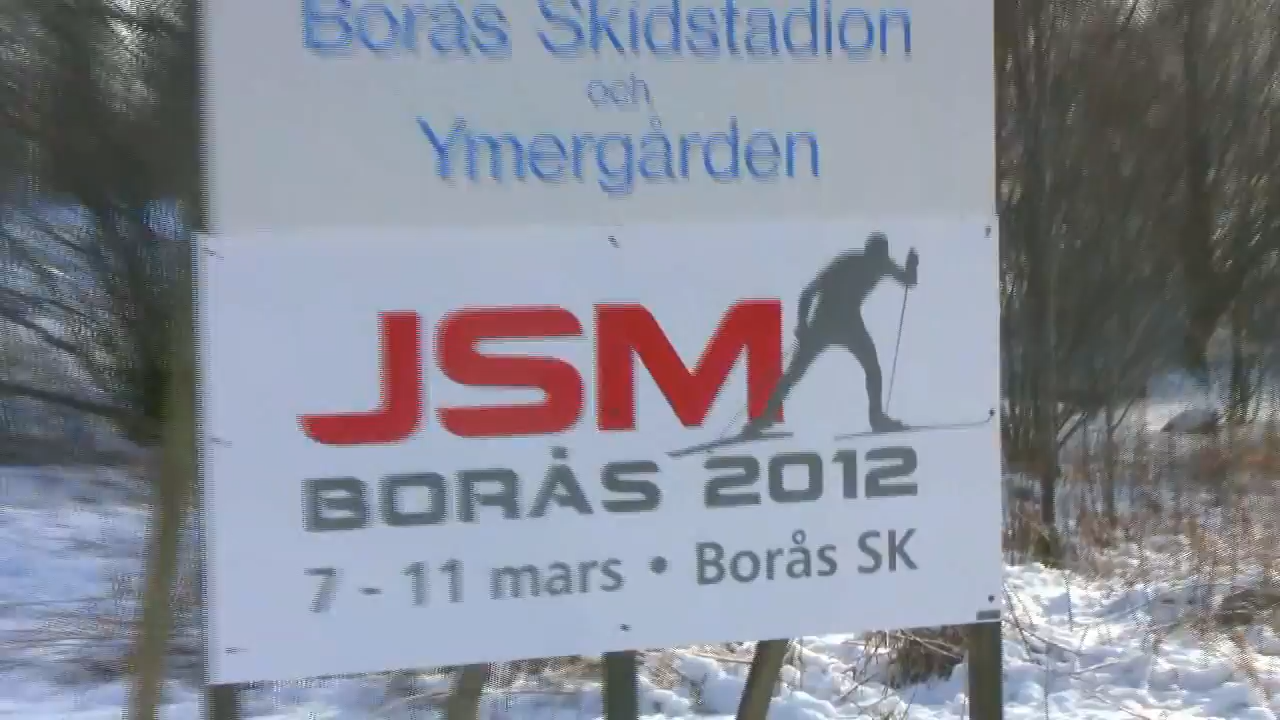 Borås Skidstadion
och
Ymergården
JSM
BORÅS 2012
7 - 11 mars • Borås SK